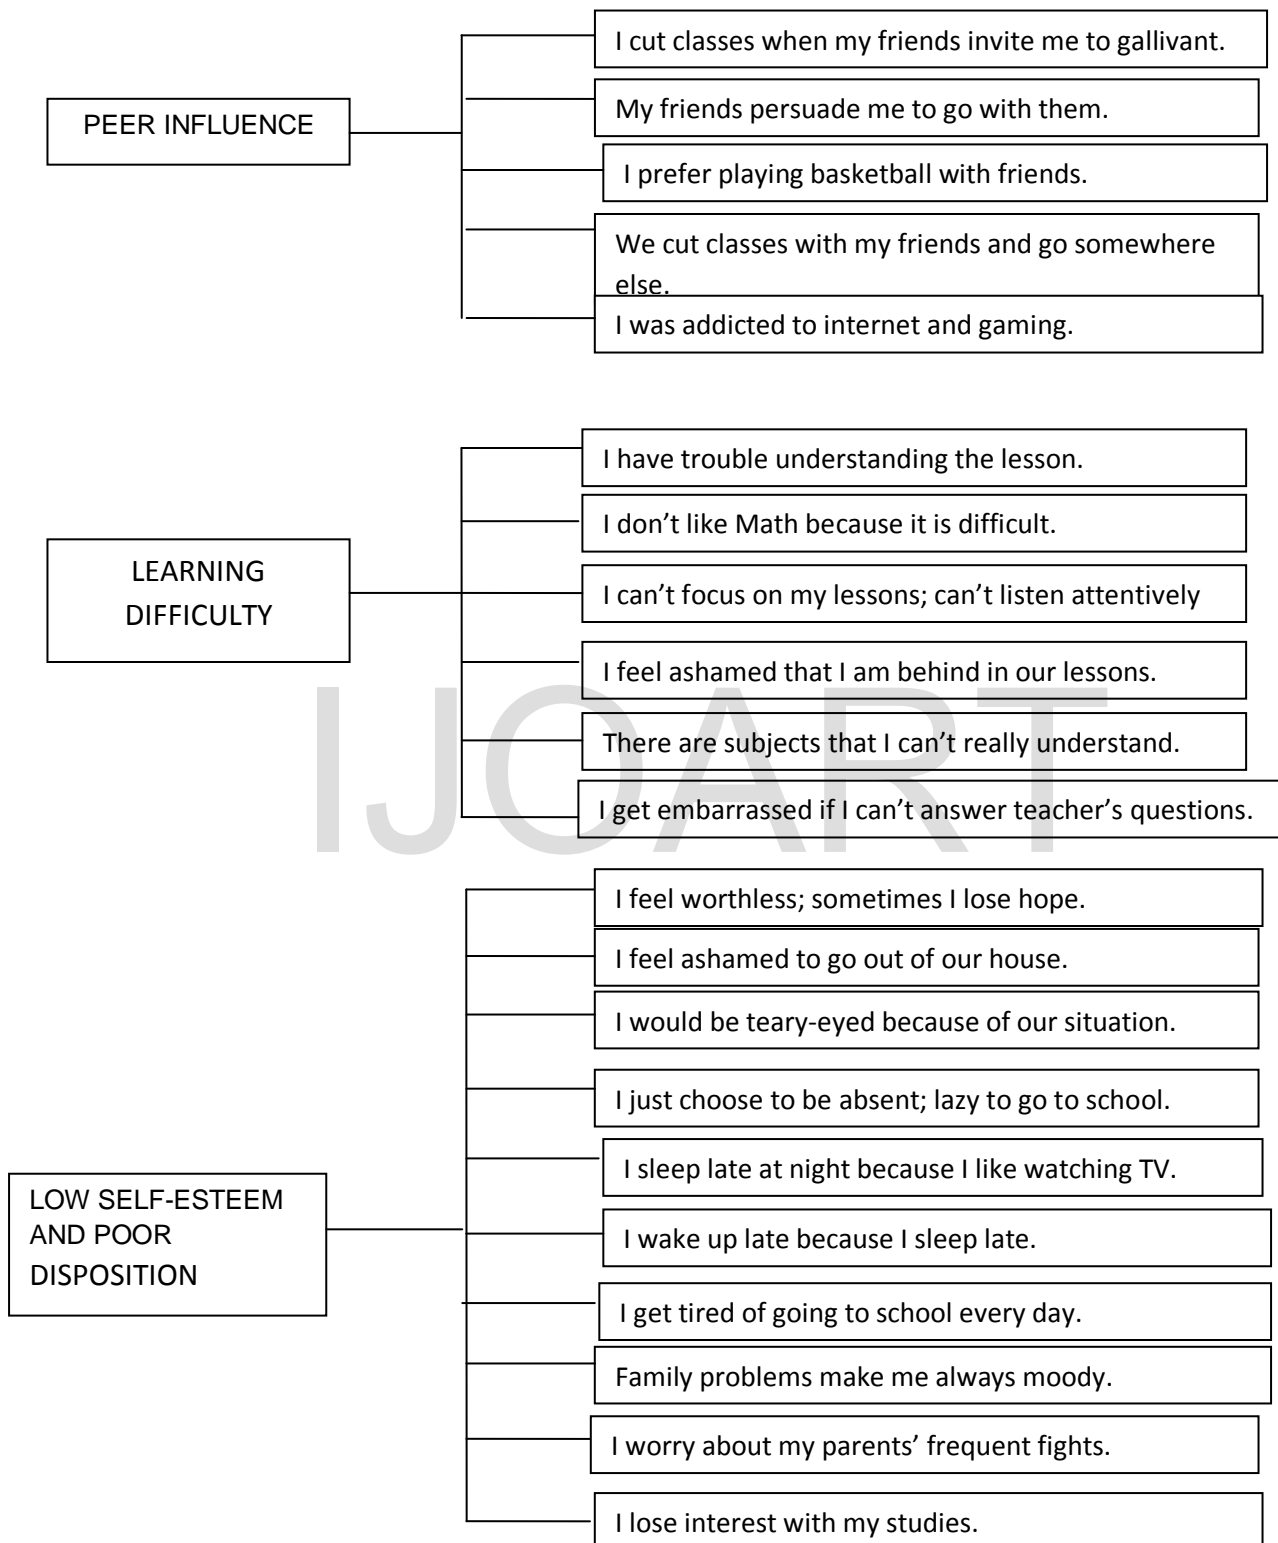 I cut classes when my friends invite me to gallivant.
PEER INFLUENCE
My friends persuade me to go with them.
I prefer playing basketball with friends.
We cut classes with my friends and go somewhere
else.
I was addicted to internet and gaming.
I have trouble understanding the lesson.
I don’t like Math because it is difficult.
LEARNING
DIFFICULTY
I can’t focus on my lessons; can’t listen attentively
I feel ashamed that I am behind in our lessons.
There are subjects that I can’t really understand.
I get embarrassed if I can’t answer teacher’s questions.
IJOART
I feel worthless; sometimes I lose hope.
I feel ashamed to go out of our house.
I would be teary-eyed because of our situation.
I just choose to be absent; lazy to go to school.
I sleep late at night because I like watching TV.
LOW SELF-ESTEEM
AND POOR
DISPOSITION
I wake up late because I sleep late.
I get tired of going to school every day.
Family problems make me always moody.
I worry about my parents’ frequent fights.
I lose interest with my studies.